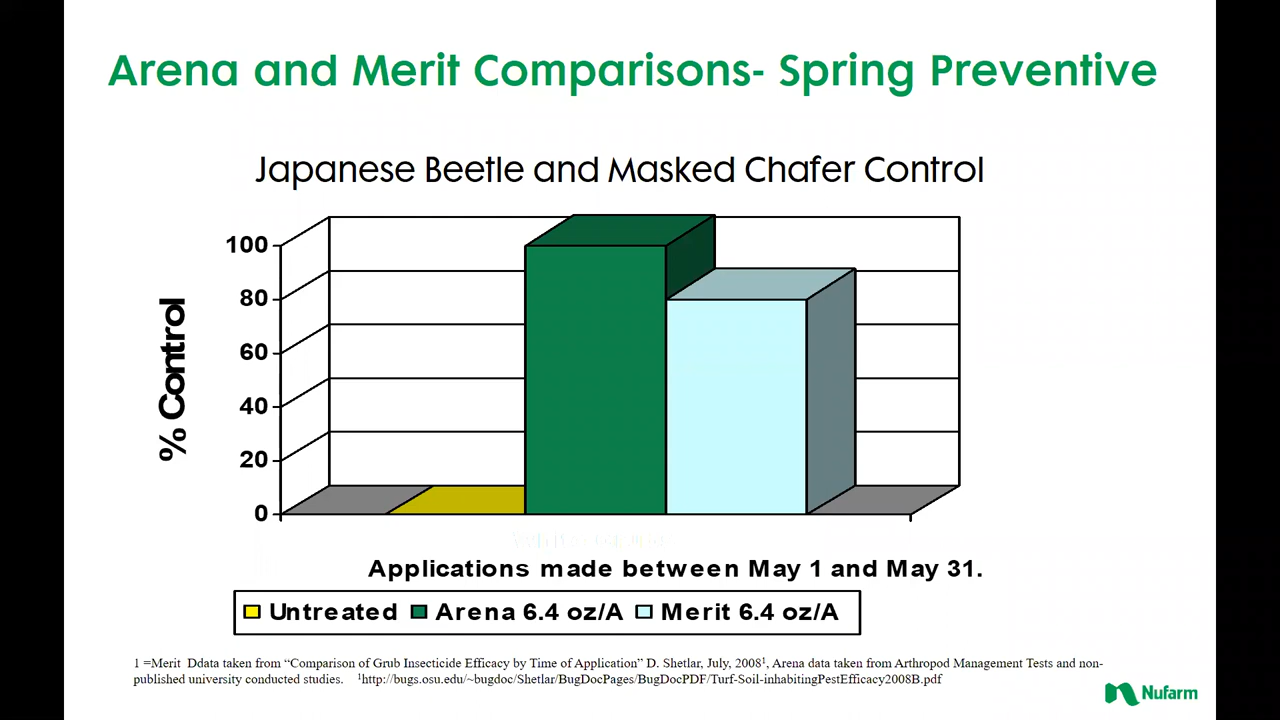 Arena and Merit Comparisons- Spring Preventive
Japanese Beetle and Masked Chafer Control
% Control
100
80
60
40
20
0
Applications made between May 1 and May 31.
Untreated Arena 6.4 oz/A Merit 6.4 oz/A
1 =Merit Ddata taken from “Comparison of Grub Insecticide Efficacy by Time of Application” D. Shetlar, July, 2008¹, Arena data taken from Arthropod Management Tests and non-
published university conducted studies. ¹http://bugs.osu.edu/~bugdoc/Shetlar/BugDocPages/BugDocPDF/Turf-Soil-inhabitingPestEfficacy2008B.pdf
Nufarm